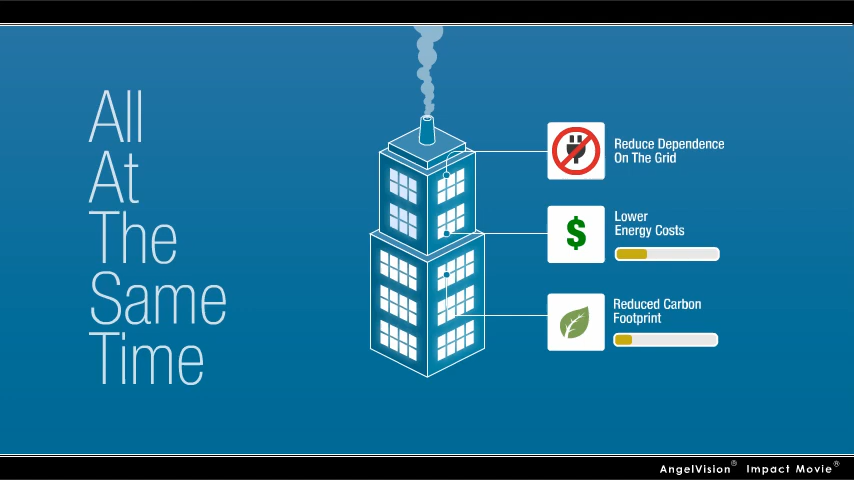 All
At
The
Same
Time
Reduce Dependence
On The Grid
$
Lower
Energy Costs
Reduced Carbon
Footprint
AngelVision® Impact Movie®